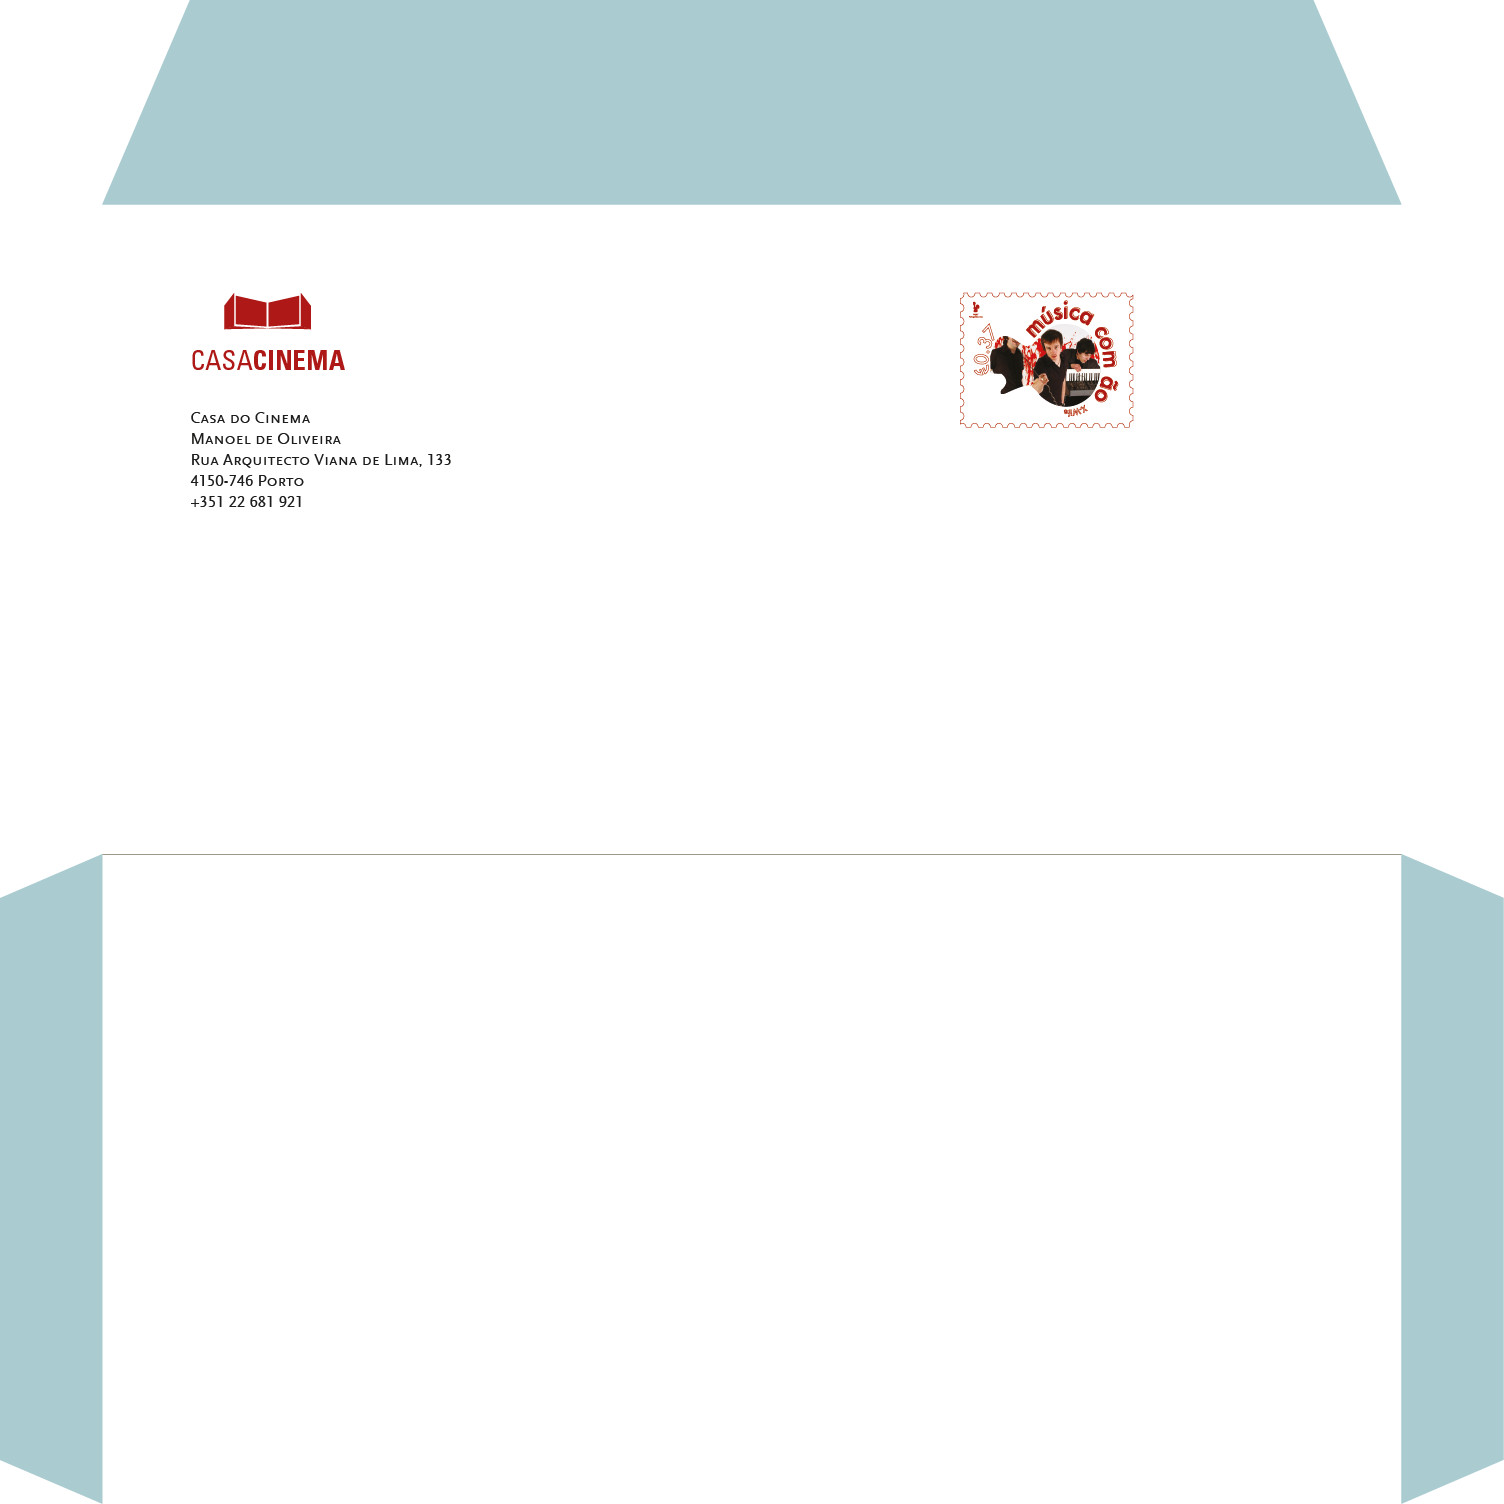 CASACINEMA
Casa do Cinema
Manoel de Oliveira
Rua Arquitecto Viana de Lima, 133
4150-746 Porto
+351 22 681 921
música com ão
€0.37